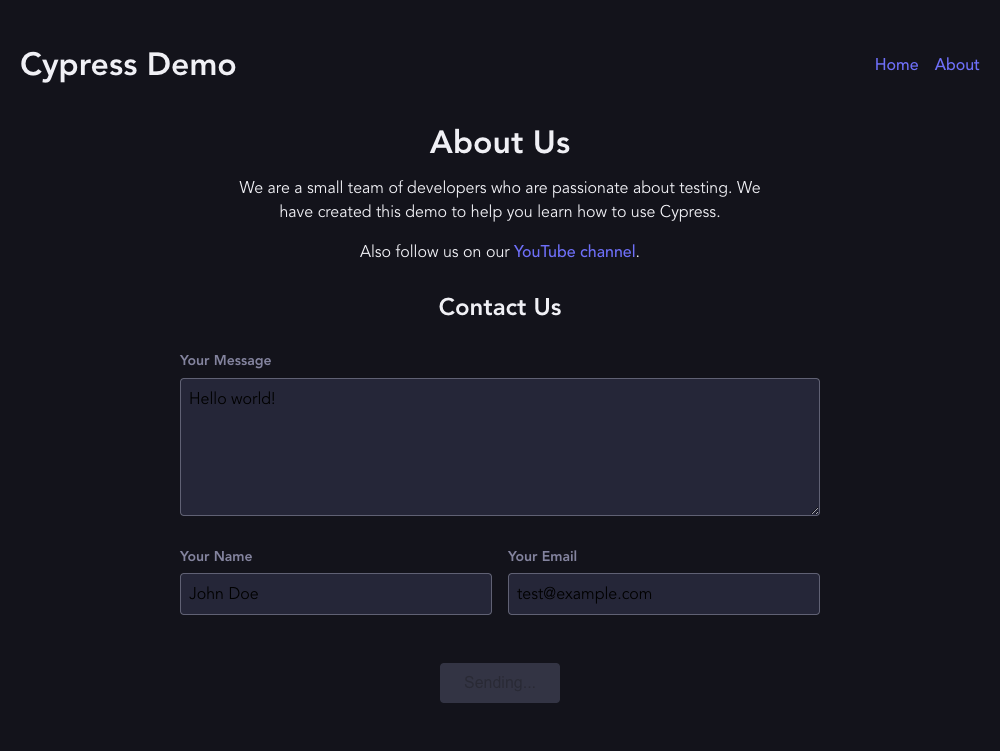 Cypress Demo
Home About
About Us
We are a small team of developers who are passionate about testing. We
have created this demo to help you learn how to use Cypress.
Also follow us on our YouTube channel.
Contact Us
Your Message
Hello world!
Your Name Your Email
John Doe test@example.com
Sending...